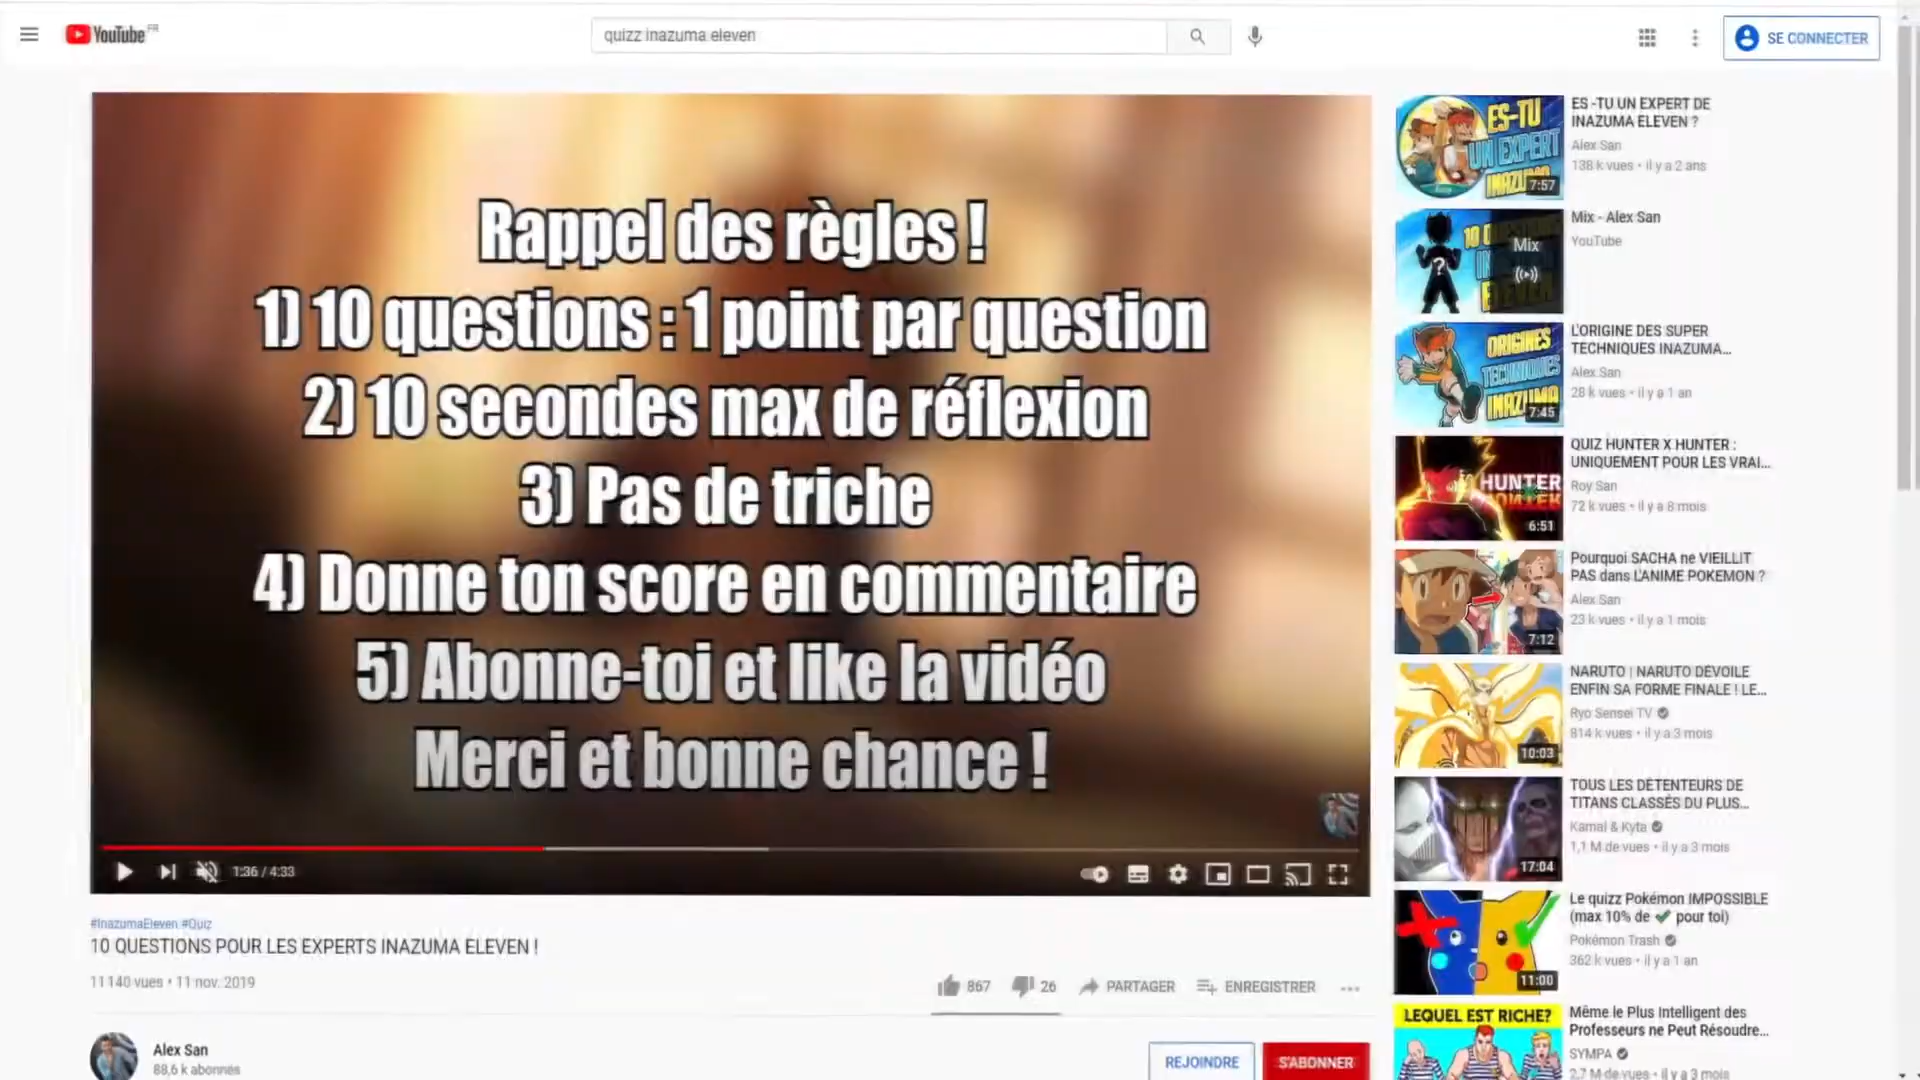 YouTube FR
quizz inazuma eleven
SE CONNECTER
Rappel des règles !
1) 10 questions : 1 point par question
2) 10 secondes max de réflexion
3) Pas de triche
4) Donne ton score en commentaire
5) Abonne-toi et like la vidéo
Merci et bonne chance !
1:36 / 4:33
#InazumaEleven #Quiz
10 QUESTIONS POUR LES EXPERTS INAZUMA ELEVEN !
11 140 vues • 11 nov. 2019
867
26
PARTAGER
ENREGISTRER
Alex San
88,6 k abonnés
REJOINDRE
S'ABONNER
ES-TU
UN EXPERT
7:57
ES -TU UN EXPERT DE
INAZUMA ELEVEN ?
Alex San
138 k vues • il y a 2 ans
Mix
Mix - Alex San
YouTube
ORIGINES
TECHNIQUES
7:45
L'ORIGINE DES SUPER
TECHNIQUES INAZUMA...
Alex San
28 k vues • il y a 1 an
HUNTER
HUNTER
6:51
QUIZ HUNTER X HUNTER :
UNIQUEMENT POUR LES VRAI...
Roy San
72 k vues • il y a 8 mois
7:12
Pourquoi SACHA ne VIEILLIT
PAS dans L'ANIME POKEMON ?
Alex San
23 k vues • il y a 1 mois
10:03
NARUTO | NARUTO DÉVOILE
ENFIN SA FORME FINALE ! LE...
Ryo Sensei TV
814 k vues • il y a 3 mois
17:04
TOUS LES DÉTENTEURS DE
TITANS CLASSÉS DU PLUS...
Kamal & Kyta
1,1 M de vues • il y a 3 mois
11:00
Le quizz Pokémon IMPOSSIBLE
(max 10% de ✔ pour toi)
Pokémon Trash
362 k vues • il y a 1 an
LEQUEL EST RICHE?
Même le Plus Intelligent des
Professeurs ne Peut Résoudre...
SYMPA
2,7 M de vues • il y a 3 mois